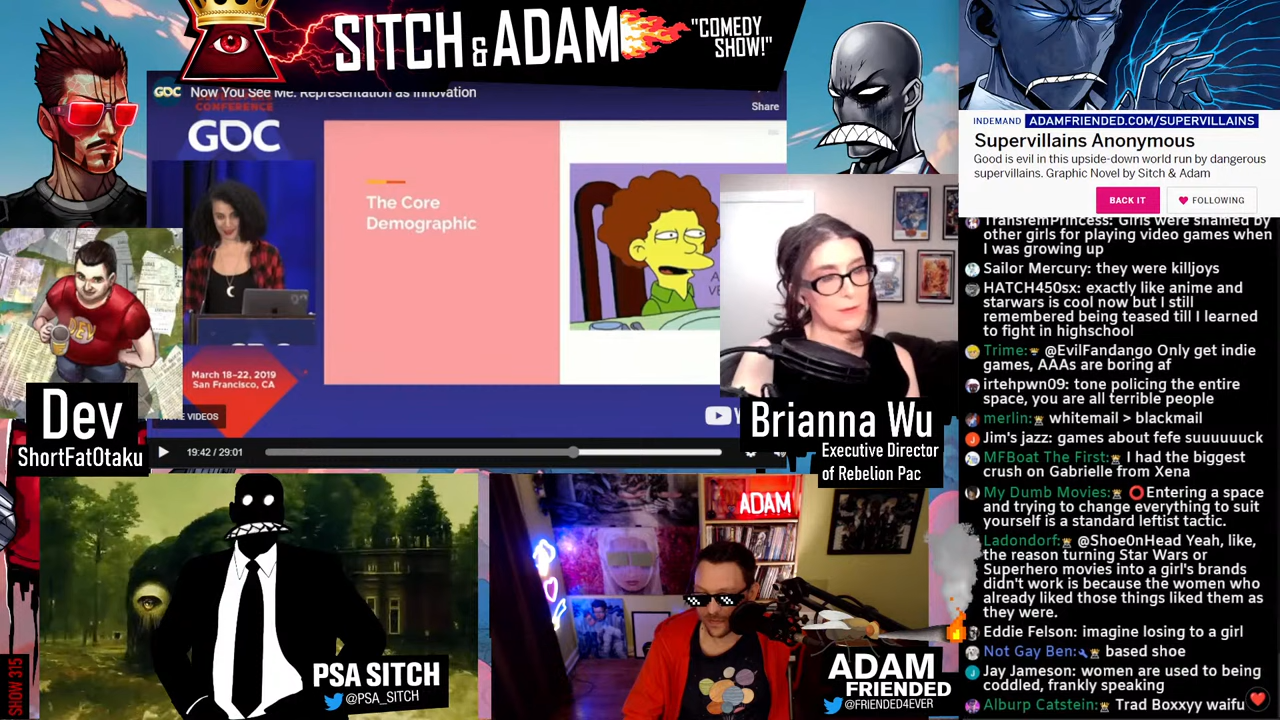 SITCH & ADAM
"COMEDY
SHOW!"
GDC
Now You See Me: Representation as Innovation
CONFERENCE
GDC
Share
The Core
Demographic
March 18-22, 2019
San Francisco, CA
VIDEOS
19:42 / 29:01
DEV
Dev
ShortFatOtaku
Brianna Wu
Executive Director
of Rebelion Pac
SHOW 315
PSA SITCH
@PSA_SITCH
ADAM
ADAM
FRIENDED
@FRIENDED4EVER
INDEMAND ADAMFRIENDED.COM/SUPERVILLAINS
Supervillains Anonymous
Good is evil in this upside-down world run by dangerous
supervillains. Graphic Novel by Sitch & Adam
BACK IT
FOLLOWING
TransfemPrincess: Girls were shamed by
other girls for playing video games when
I was growing up
Sailor Mercury: they were killjoys
HATCH450sx: exactly like anime and
starwars is cool now but I still
remembered being teased till I learned
to fight in highschool
Trime: @EvilFandango Only get indie
games, AAAs are boring af
irtehpwn09: tone policing the entire
space, you are all terrible people
merlin: whitemail > blackmail
Jim's jazz: games about fefe suuuuuuck
MFBoat The First: I had the biggest
crush on Gabrielle from Xena
My Dumb Movies: Entering a space
and trying to change everything to suit
yourself is a standard leftist tactic.
Ladondorf: @Shoe0nHead Yeah, like,
the reason turning Star Wars or
Superhero movies into a girl's brands
didn't work is because the women who
already liked those things liked them as
they were.
Eddie Felson: imagine losing to a girl
Not Gay Ben: based shoe
Jay Jameson: women are used to being
coddled, frankly speaking
Alburp Catstein: Trad Boxxyy waifu